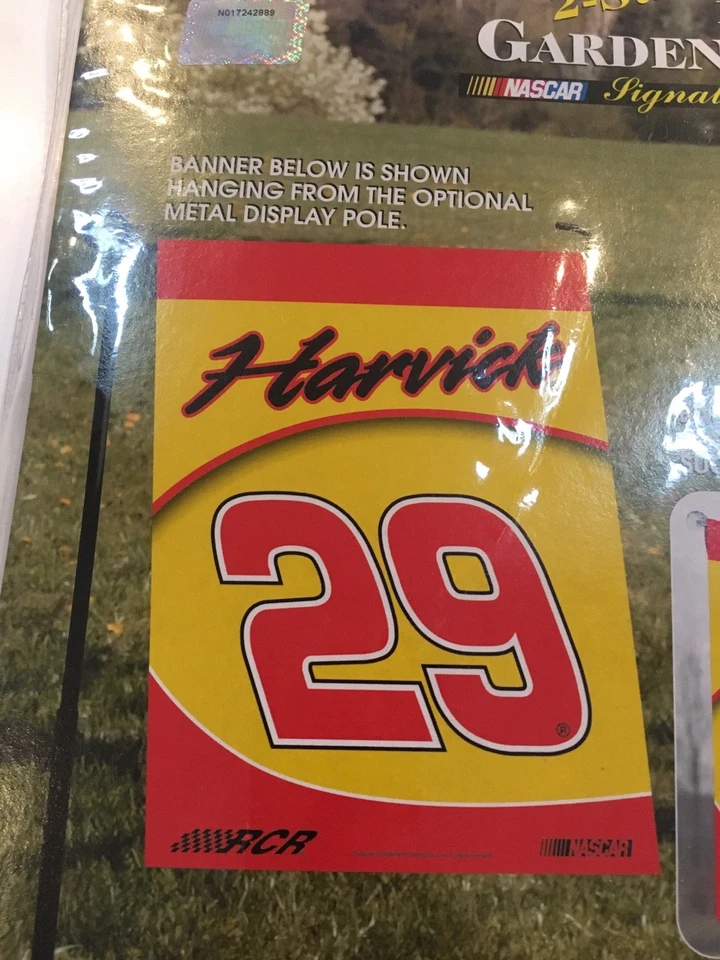 N017242889
2-S
GARDEN
NASCAR Signat
BANNER BELOW IS SHOWN
HANGING FROM THE OPTIONAL
METAL DISPLAY POLE.
Harvick
29
®
RCR
NASCAR